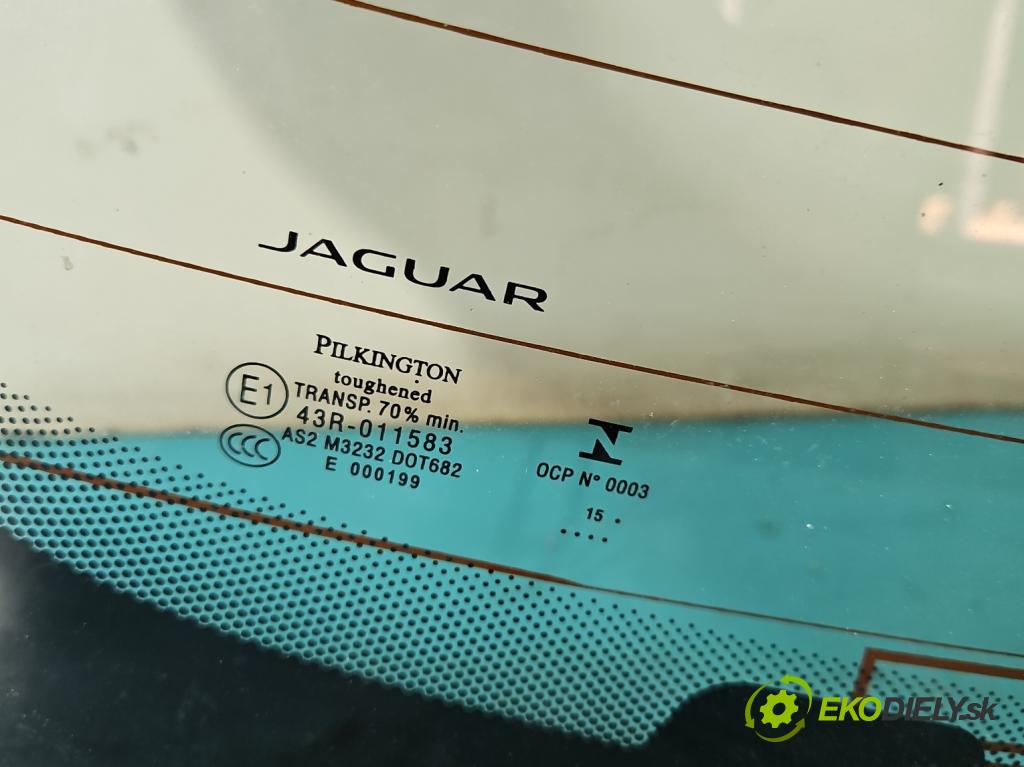 JAGUAR
PILKINGTON
toughened
E1
TRANSP. 70% min.
43R-011583
CCC
AS2 M3232 DOT682
E 000199
OCP N° 0003
15 .
....
EKODIELY.sk